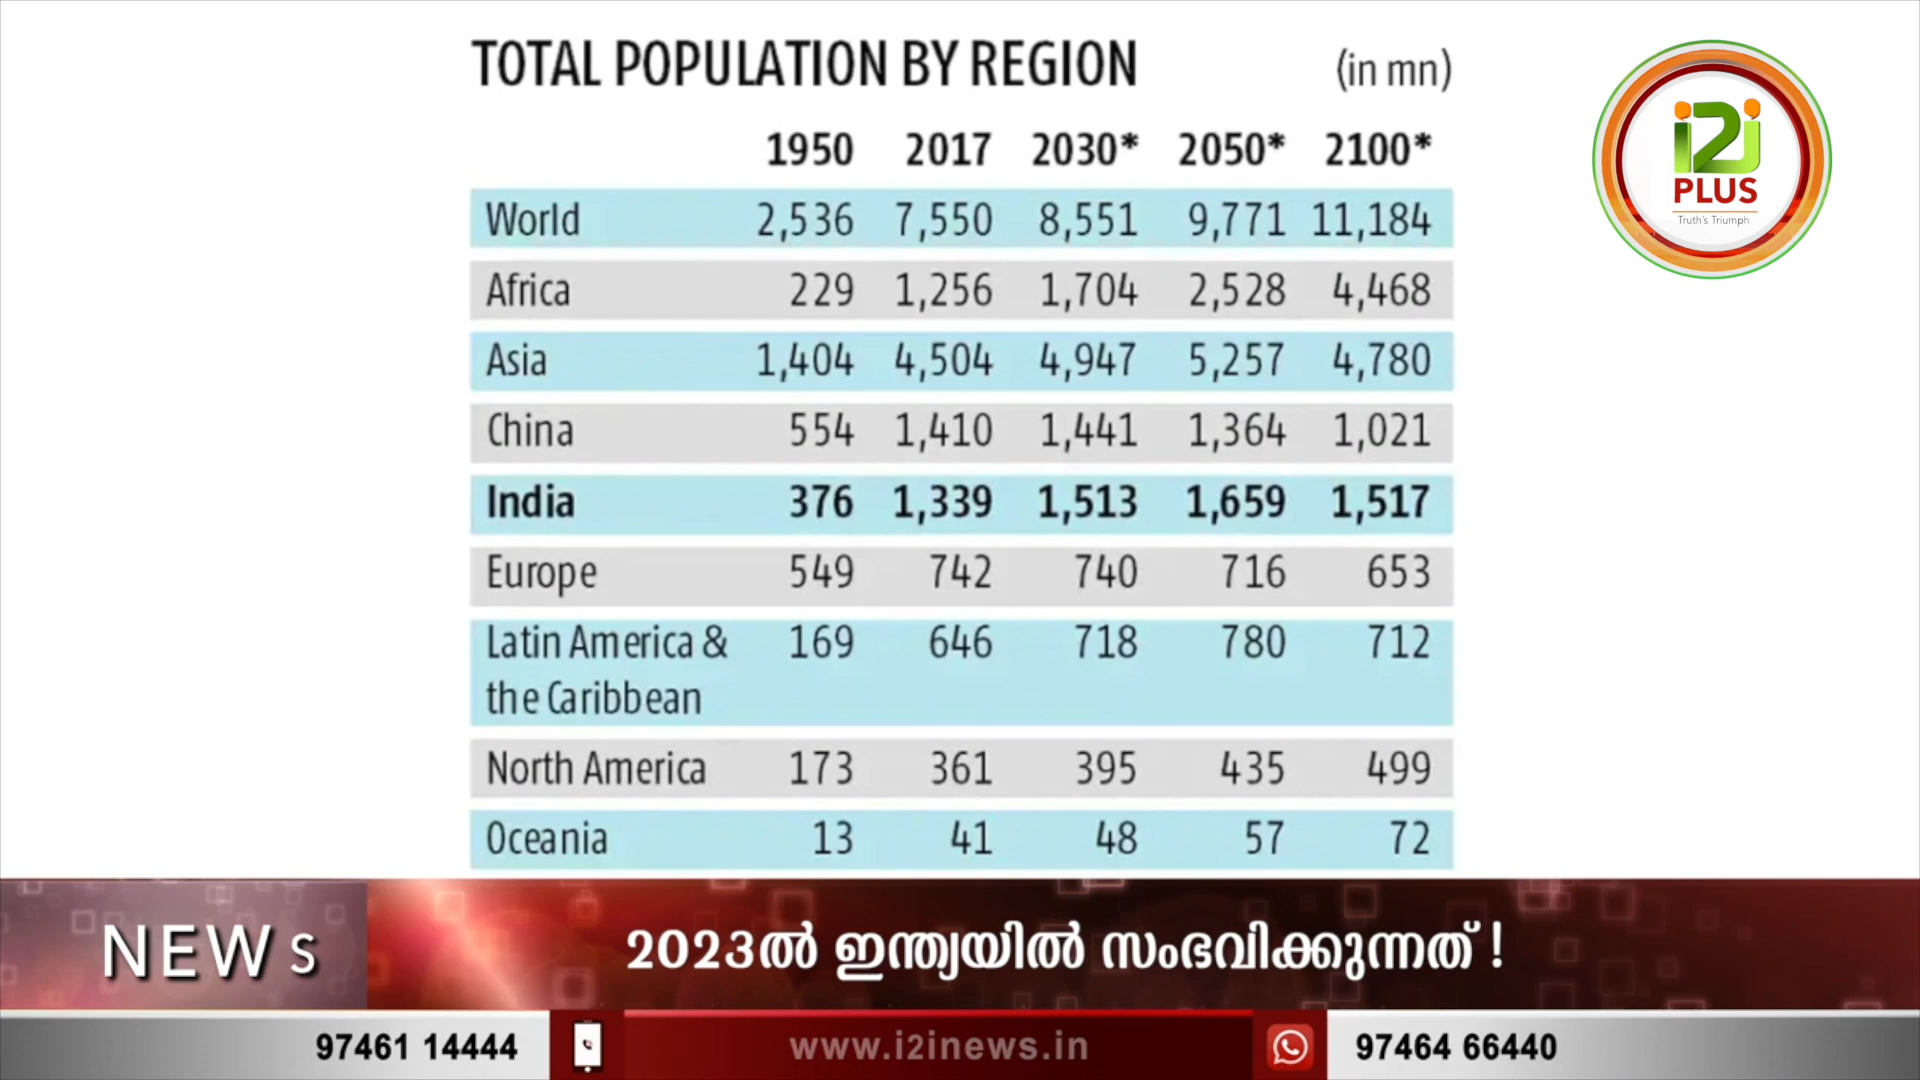 TOTAL POPULATION BY REGION (in mn)
1950 2017 2030* 2050* 2100*
World 2,536 7,550 8,551 9,771 11,184
Africa 229 1,256 1,704 2,528 4,468
Asia 1,404 4,504 4,947 5,257 4,780
China 554 1,410 1,441 1,364 1,021
India 376 1,339 1,513 1,659 1,517
Europe 549 742 740 716 653
Latin America & 169 646 718 780 712
the Caribbean
North America 173 361 395 435 499
Oceania 13 41 48 57 72
i2i
PLUS
Truth's Triumph
NEWS
2023ൽ ഇന്ത്യയിൽ സംഭവിക്കുന്നത് !
97461 14444 www.i2inews.in 97464 66440